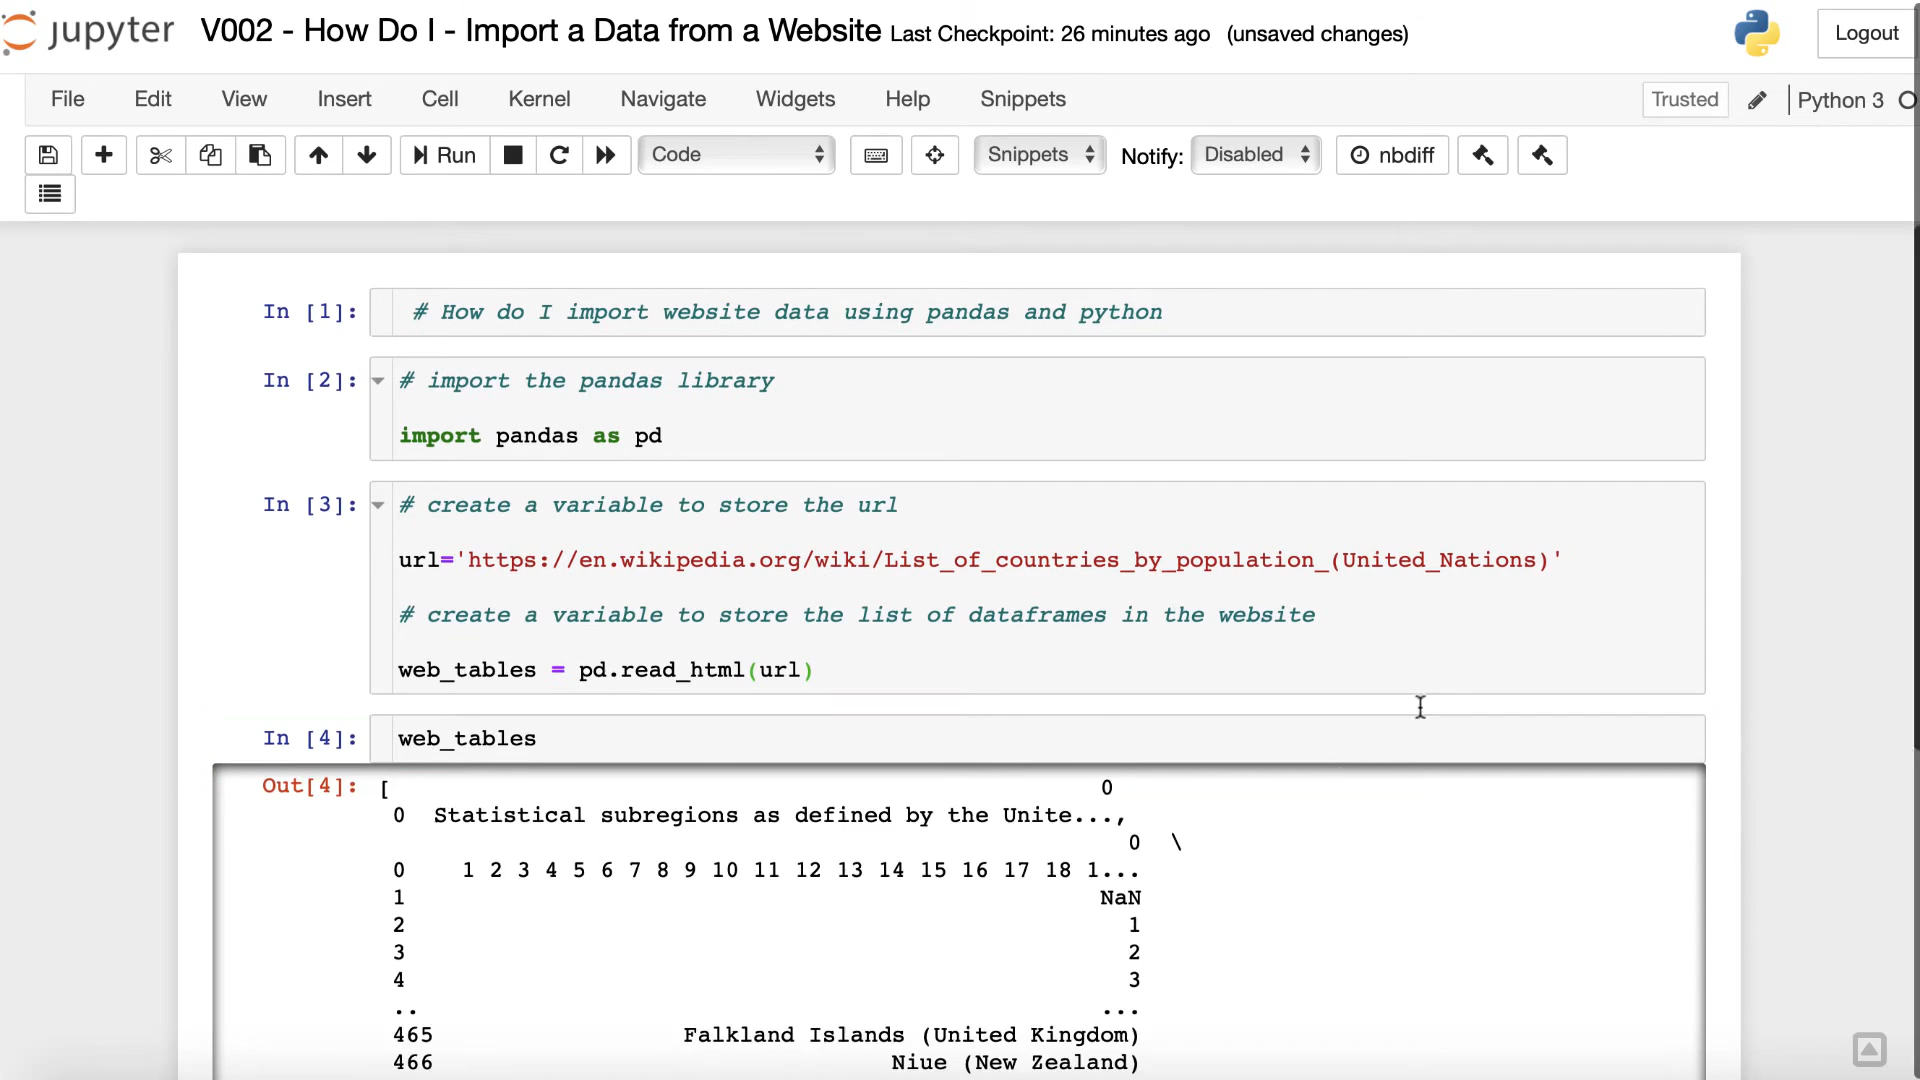 jupyter V002 - How Do I - Import a Data from a Website Last Checkpoint: 26 minutes ago (unsaved changes) Logout
File Edit View Insert Cell Kernel Navigate Widgets Help Snippets Trusted Python 3
Run Code Snippets Notify: Disabled nbdiff
In [1]: # How do I import website data using pandas and python
In [2]: # import the pandas library
import pandas as pd
In [3]: # create a variable to store the url
url='https://en.wikipedia.org/wiki/List_of_countries_by_population_(United_Nations)'
# create a variable to store the list of dataframes in the website
web_tables = pd.read_html(url)
In [4]: web_tables
Out[4]: [ 0
0 Statistical subregions as defined by the Unite...,
0 \
0 1 2 3 4 5 6 7 8 9 10 11 12 13 14 15 16 17 18 1...
1 NaN
2 1
3 2
4 3
.. ...
465 Falkland Islands (United Kingdom)
466 Niue (New Zealand)